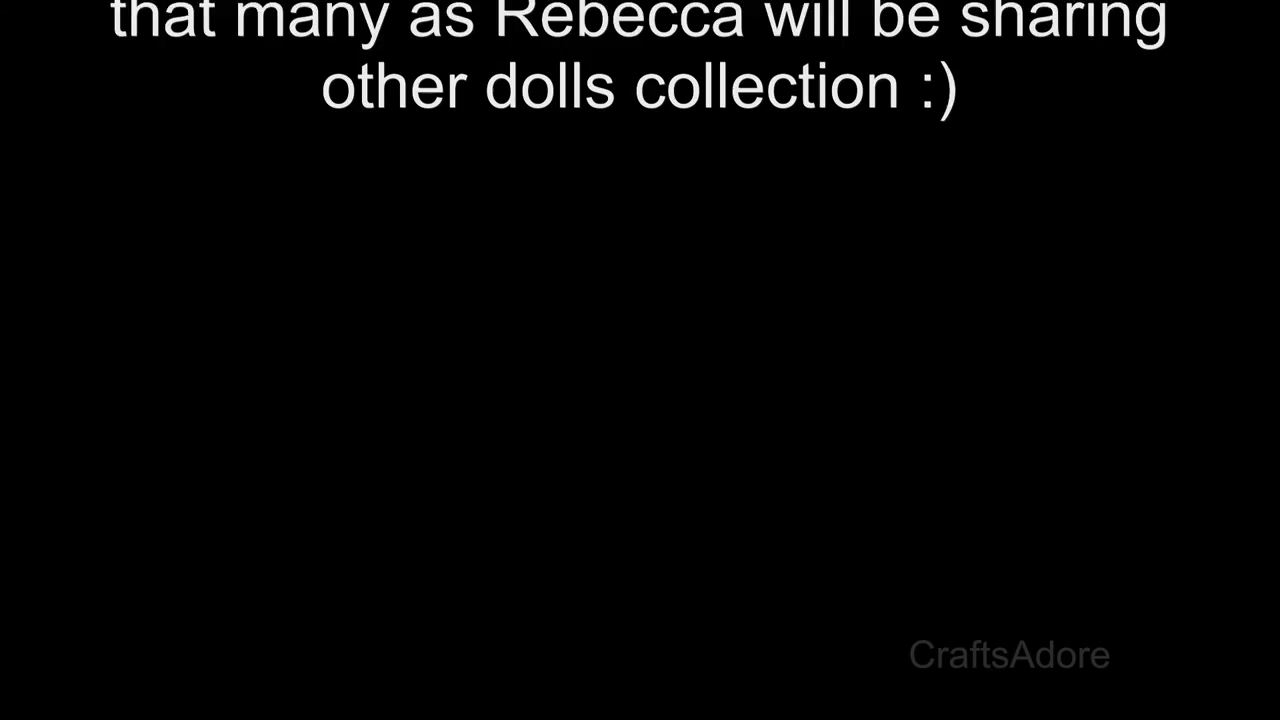 that many as Rebecca will be sharing
other dolls collection :)
CraftsAdore